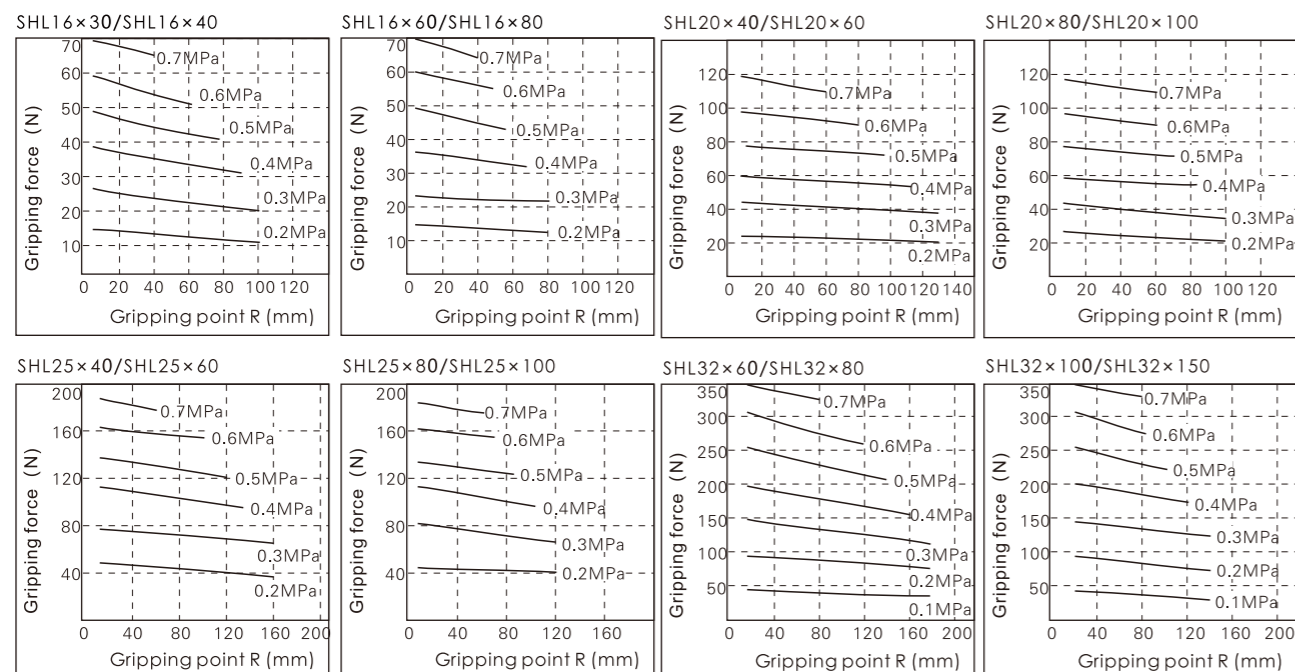 SHL16×30/SHL16×40
Gripping force (N)
70
60
50
40
30
20
10
0.7MPa
0.6MPa
0.5MPa
0.4MPa
0.3MPa
0.2MPa
0 20 40 60 80 100 120
Gripping point R (mm)
SHL16×60/SHL16×80
Gripping force (N)
70
60
50
40
30
20
10
0.7MPa
0.6MPa
0.5MPa
0.4MPa
0.3MPa
0.2MPa
0 20 40 60 80 100 120
Gripping point R (mm)
SHL20×40/SHL20×60
Gripping force (N)
120
100
80
60
40
20
0.7MPa
0.6MPa
0.5MPa
0.4MPa
0.3MPa
0.2MPa
0 20 40 60 80 100 120 140
Gripping point R (mm)
SHL20×80/SHL20×100
Gripping force (N)
120
100
80
60
40
20
0.7MPa
0.6MPa
0.5MPa
0.4MPa
0.3MPa
0.2MPa
0 20 40 60 80 100 120
Gripping point R (mm)
SHL25×40/SHL25×60
Gripping force (N)
200
160
120
80
40
0.7MPa
0.6MPa
0.5MPa
0.4MPa
0.3MPa
0.2MPa
0 40 80 120 160 200
Gripping point R (mm)
SHL25×80/SHL25×100
Gripping force (N)
200
160
120
80
40
0.7MPa
0.6MPa
0.5MPa
0.4MPa
0.3MPa
0.2MPa
0 40 80 120 160
Gripping point R (mm)
SHL32×60/SHL32×80
Gripping force (N)
350
300
250
200
150
100
50
0.7MPa
0.6MPa
0.5MPa
0.4MPa
0.3MPa
0.2MPa
0.1MPa
0 40 80 120 160 200
Gripping point R (mm)
SHL32×100/SHL32×150
Gripping force (N)
350
300
250
200
150
100
50
0.7MPa
0.6MPa
0.5MPa
0.4MPa
0.3MPa
0.2MPa
0.1MPa
0 40 80 120 160 200
Gripping point R (mm)